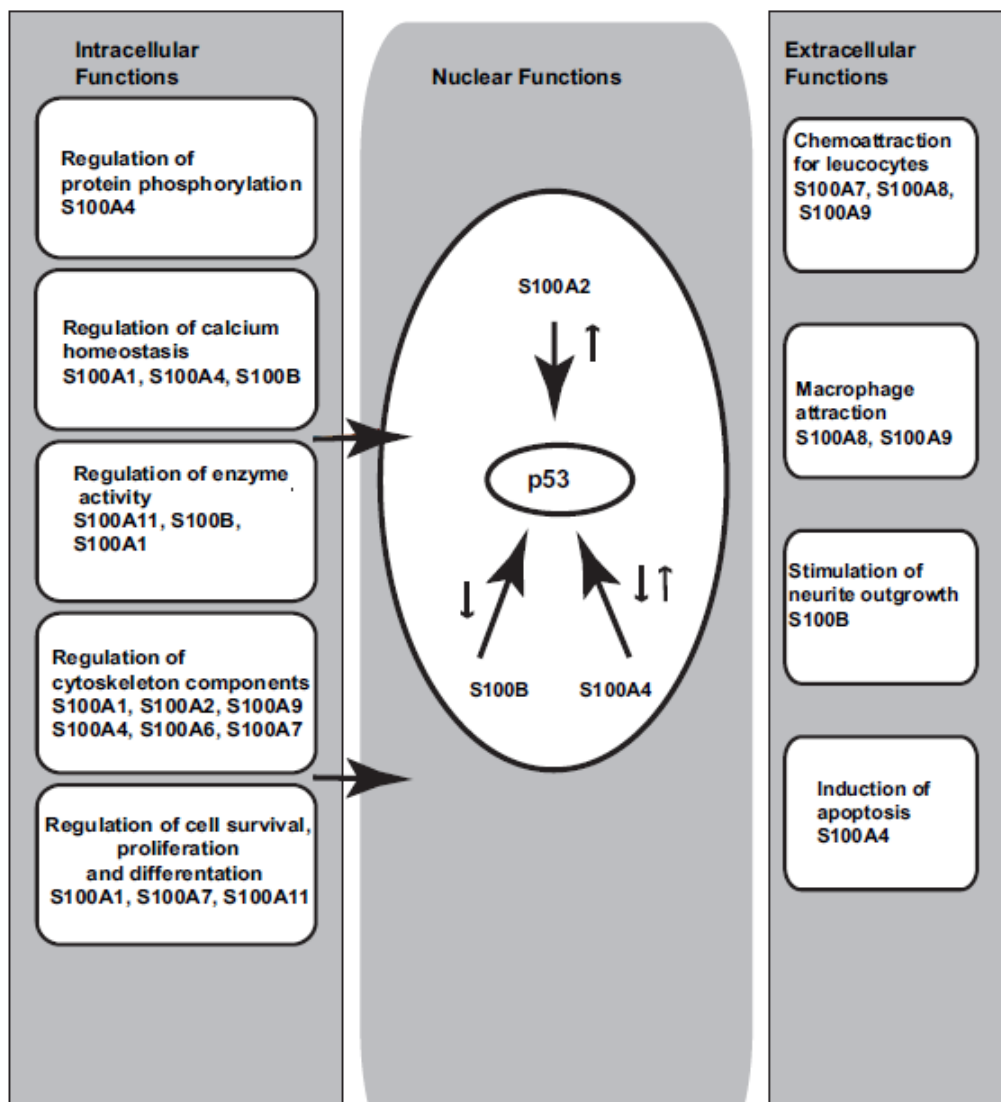 Intracellular
Functions
Regulation of
protein phosphorylation
S100A4
Regulation of calcium
homeostasis
S100A1, S100A4, S100B
Regulation of enzyme
activity
S100A11, S100B,
S100A1
Regulation of
cytoskeleton components
S100A1, S100A2, S100A9
S100A4, S100A6, S100A7
Regulation of cell survival,
proliferation
and differentation
S100A1, S100A7, S100A11
Nuclear Functions
S100A2
↑
p53
↓
↓↑
S100B
S100A4
Extracellular
Functions
Chemoattraction
for leucocytes
S100A7, S100A8,
S100A9
Macrophage
attraction
S100A8, S100A9
Stimulation of
neurite outgrowth
S100B
Induction of
apoptosis
S100A4